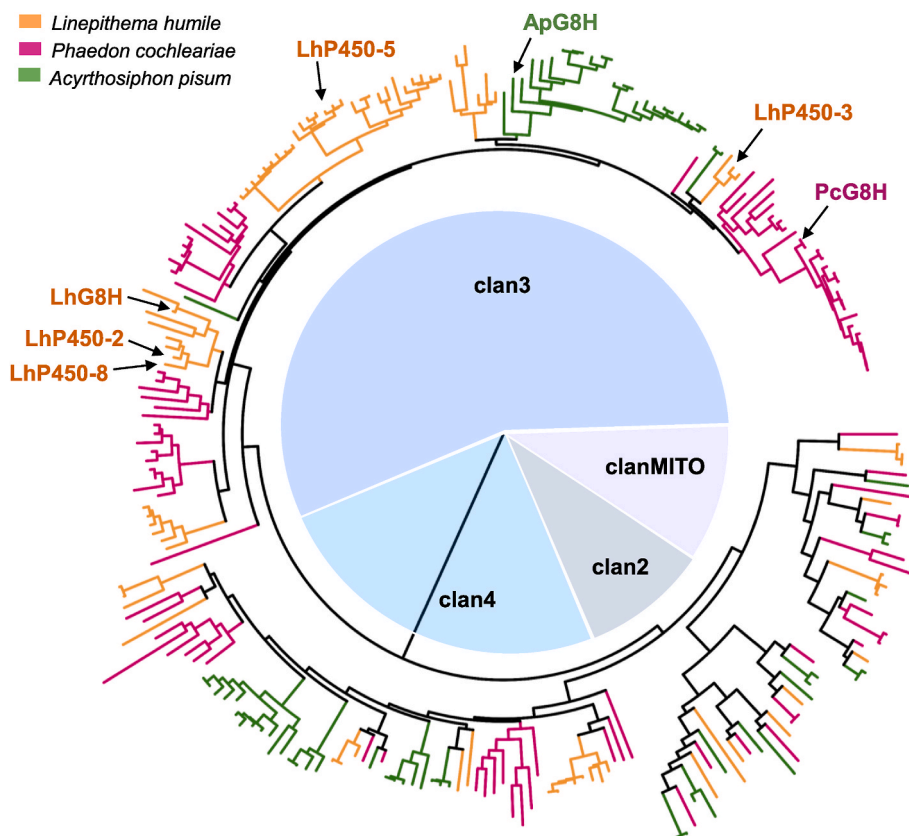 Linepithema humile
Phaedon cochleariae
Acyrthosiphon pisum
LhP450-5
ApG8H
LhP450-3
PcG8H
clan3
LhG8H
LhP450-2
LhP450-8
clanMITO
clan2
clan4